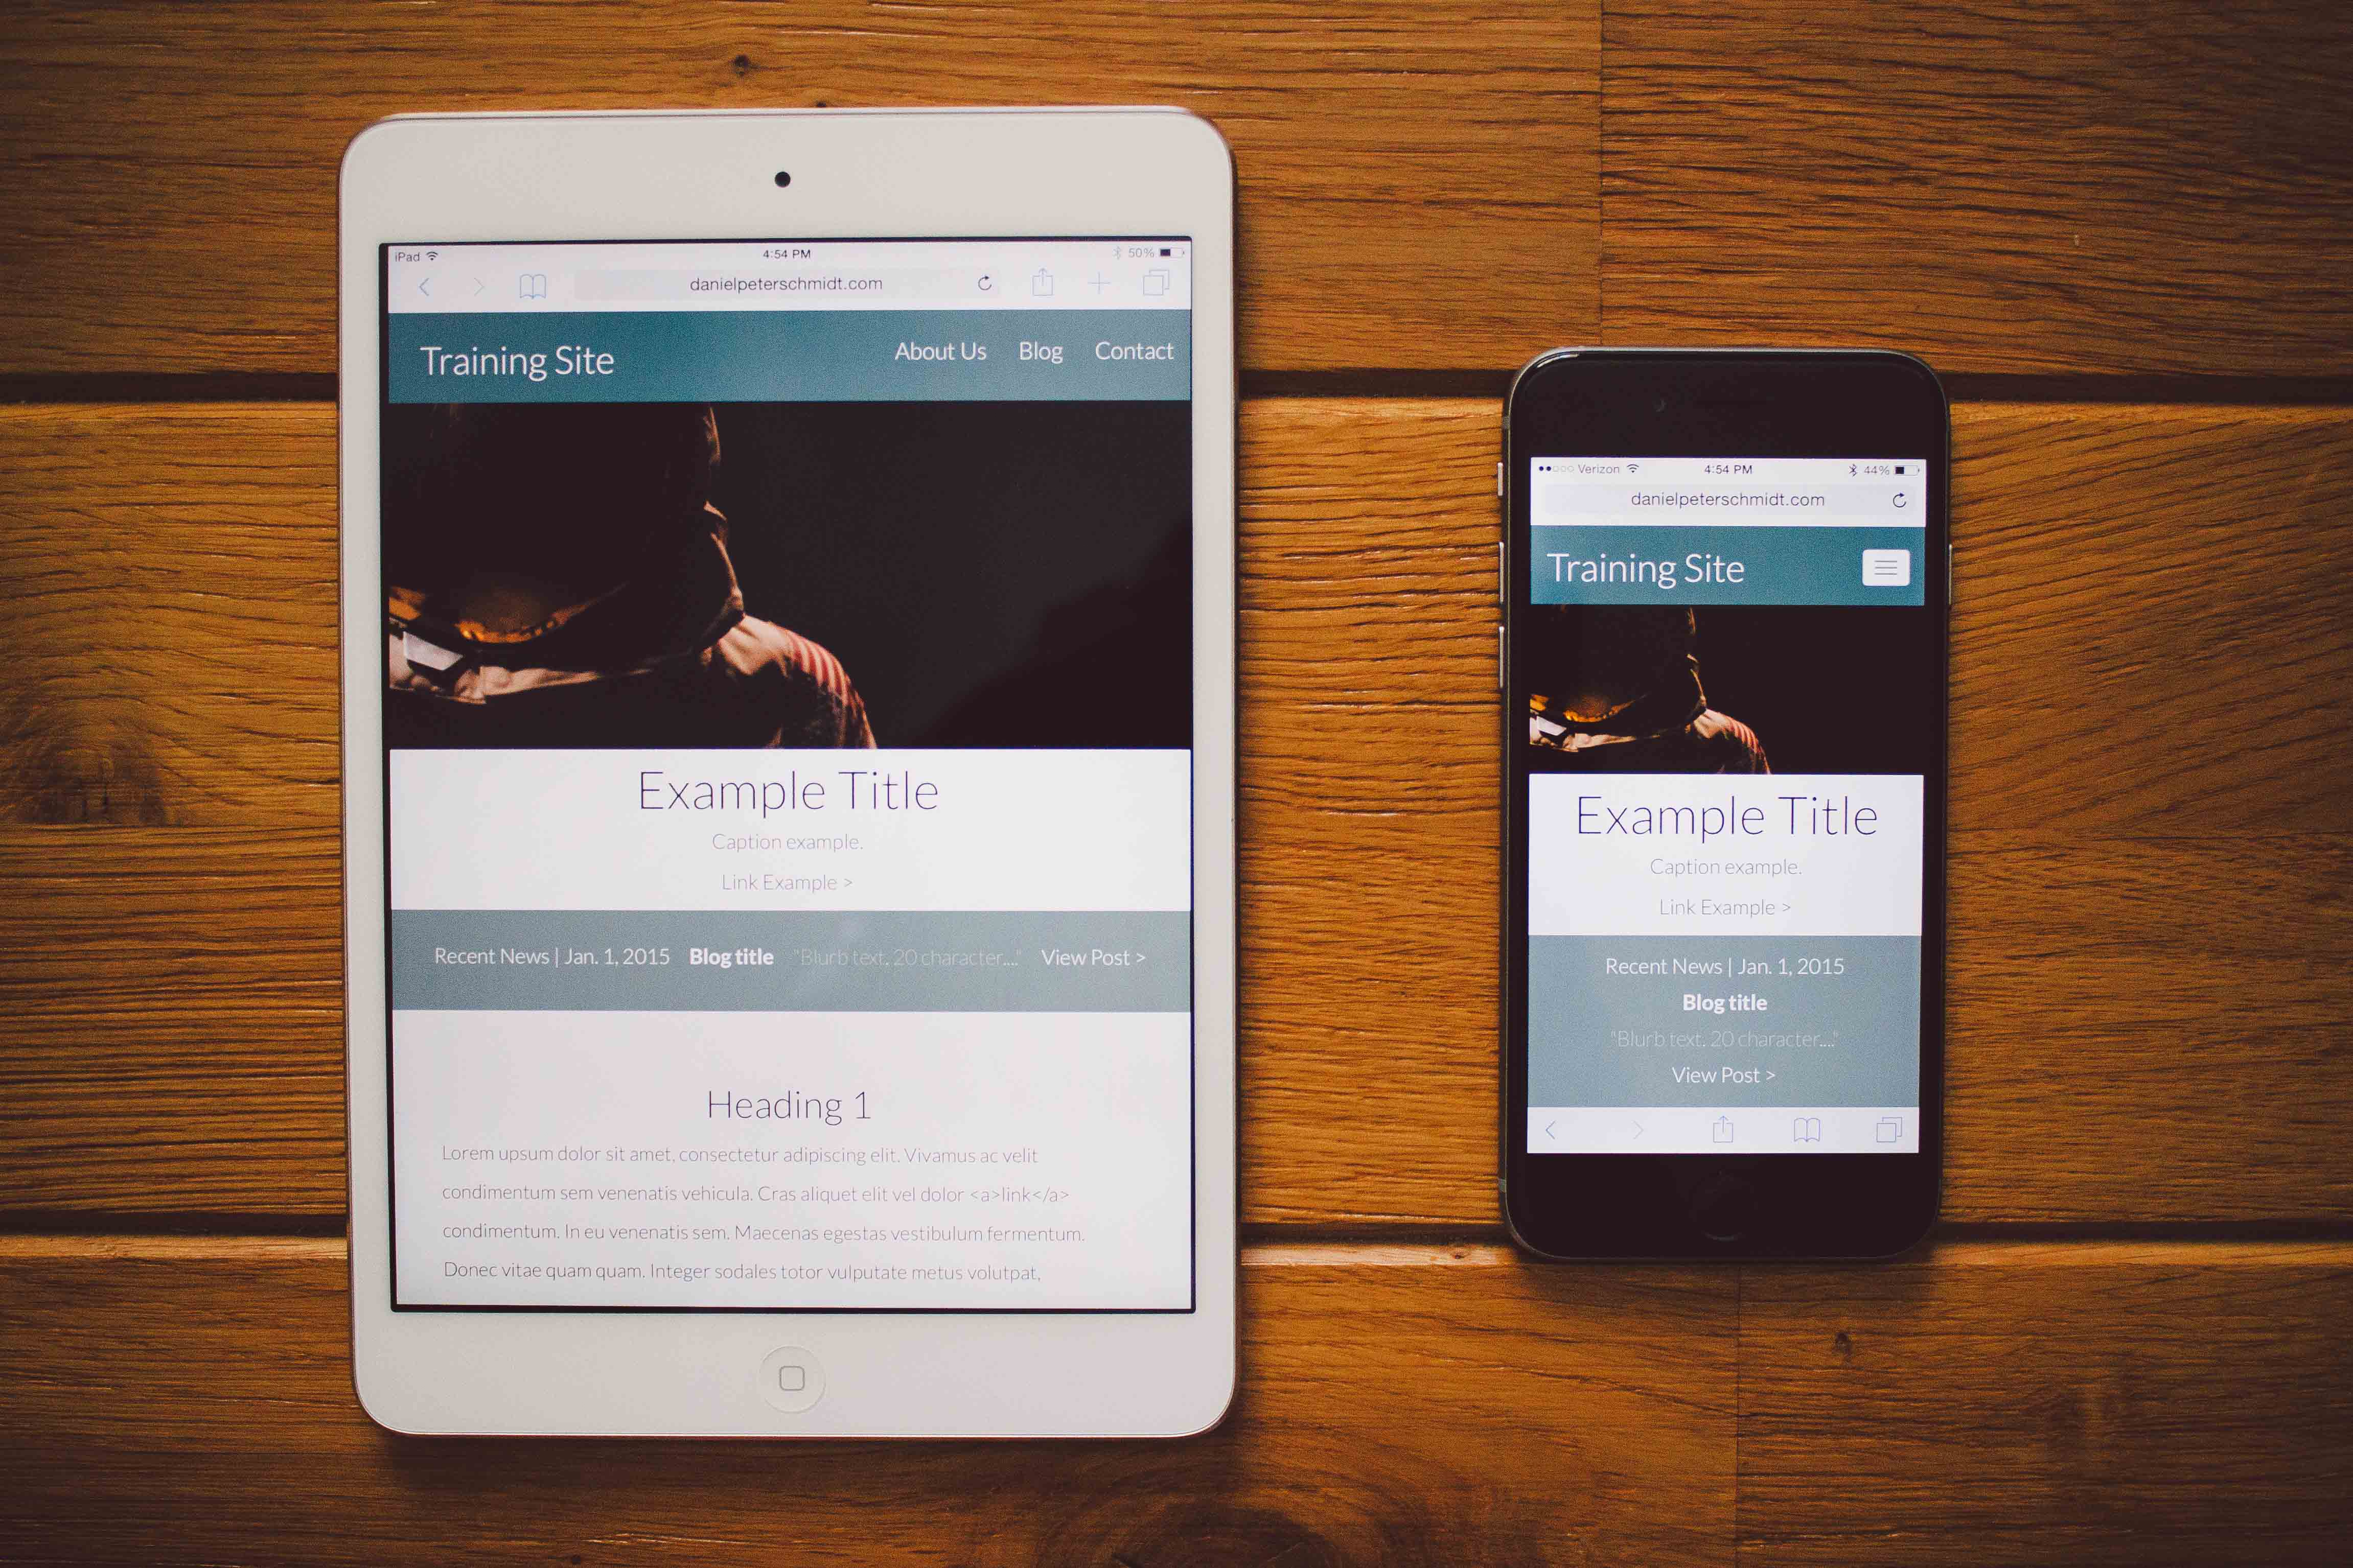 iPad
4:54 PM
50%
danielpeterschmidt.com
Training Site
About Us Blog Contact
Example Title
Caption example.
Link Example >
Recent News | Jan. 1, 2015 Blog title "Blurb text. 20 character...." View Post >
Heading 1
Lorem upsum dolor sit amet, consectetur adipiscing elit. Vivamus ac velit
condimentum sem venenatis vehicula. Cras aliquet elit vel dolor <a>link</a>
condimentum. In eu venenatis sem. Maecenas egestas vestibulum fermentum.
Donec vitae quam quam. Integer sodales totor vulputate metus volutpat,
Verizon
4:54 PM
44%
danielpeterschmidt.com
Training Site
Example Title
Caption example.
Link Example >
Recent News | Jan. 1, 2015
Blog title
"Blurb text. 20 character...."
View Post >